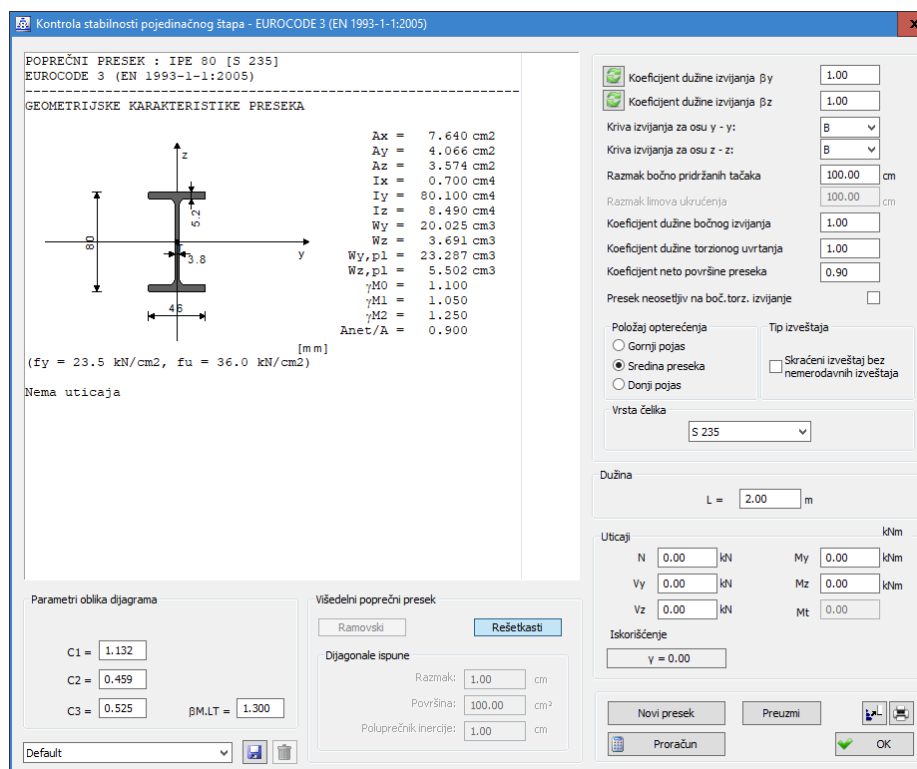 Kontrola stabilnosti pojedinačnog štapa - EUROCODE 3 (EN 1993-1-1:2005)
x
POPREČNI PRESEK : IPE 80 [S 235]
EUROCODE 3 (EN 1993-1-1:2005)
GEOMETRIJSKE KARAKTERISTIKE PRESEKA
Ax = 7.640 cm2
Ay = 4.066 cm2
Az = 3.574 cm2
Ix = 0.700 cm4
Iy = 80.100 cm4
Iz = 8.490 cm4
Wy = 20.025 cm3
Wz = 3.691 cm3
Wy,pl = 23.287 cm3
Wz,pl = 5.502 cm3
γM0 = 1.100
γM1 = 1.050
γM2 = 1.250
Anet/A = 0.900
z
5.2
80
3.8
y
46
[mm]
(fy = 23.5 kN/cm2, fu = 36.0 kN/cm2)
Nema uticaja
Koeficijent dužine izvijanja βy 1.00
Koeficijent dužine izvijanja βz 1.00
Kriva izvijanja za osu y - y: B
Kriva izvijanja za osu z - z: B
Razmak bočno pridržanih tačaka 100.00 cm
Razmak limova ukrućenja 100.00 cm
Koeficijent dužine bočnog izvijanja 1.00
Koeficijent dužine torzionog uvrtanja 1.00
Koeficijent neto površine preseka 0.90
Presek neosetljiv na boč.torz. izvijanje
Položaj opterećenja
Gornji pojas
Sredina preseka
Donji pojas
Tip izveštaja
Skraćeni izveštaj bez
nemerodavnih izveštaja
Vrsta čelika
S 235
Dužina
L = 2.00 m
Uticaji
kNm
N 0.00 kN My 0.00 kNm
Vy 0.00 kN Mz 0.00 kNm
Vz 0.00 kN Mt 0.00
Iskorišćenje
γ = 0.00
Parametri oblika dijagrama
C1 = 1.132
C2 = 0.459
C3 = 0.525 βM.LT = 1.300
Default
Višedelni poprečni presek
Ramovski Rešetkasti
Dijagonale ispune
Razmak: 1.00 cm
Površina: 100.00 cm²
Poluprečnik inercije: 1.00 cm
Novi presek Preuzmi
Proračun OK